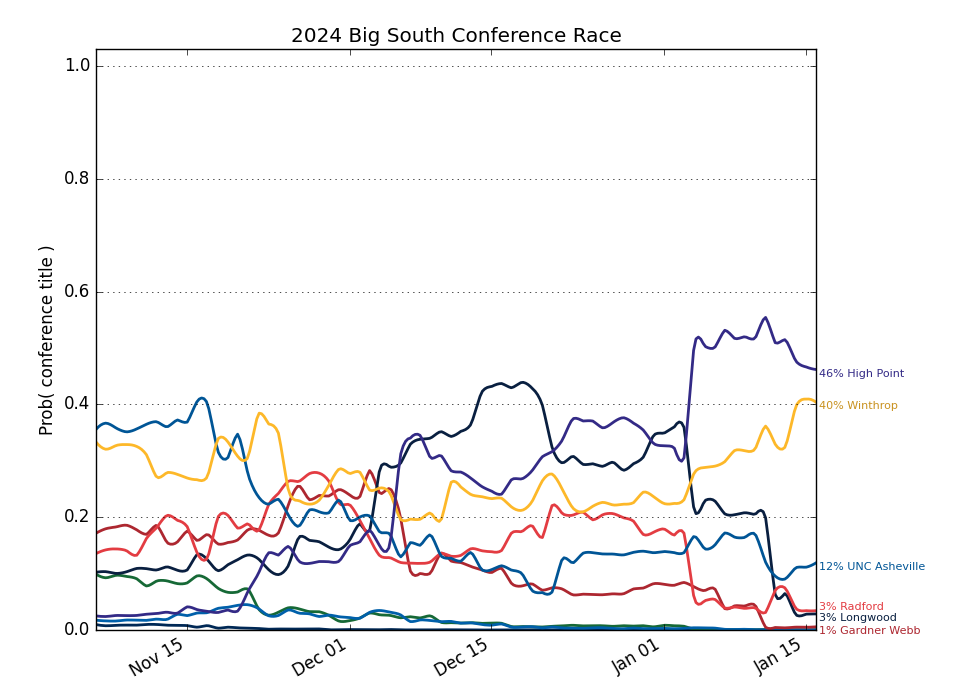 2024 Big South Conference Race
Prob( conference title )
1.0
0.8
0.6
0.4
0.2
0.0
46% High Point
40% Winthrop
12% UNC Asheville
3% Radford
3% Longwood
1% Gardner Webb
Nov 15
Dec 01
Dec 15
Jan 01
Jan 15